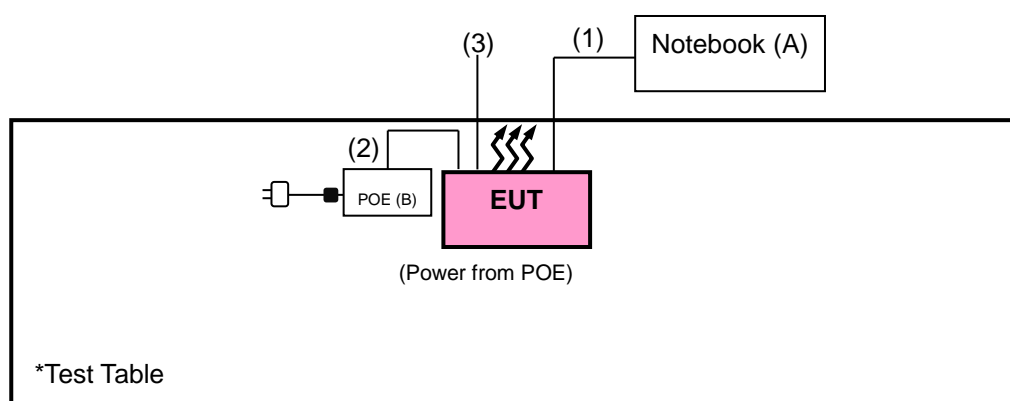 (3)
(1)
Notebook (A)
(2)
POE (B)
EUT
(Power from POE)
*Test Table